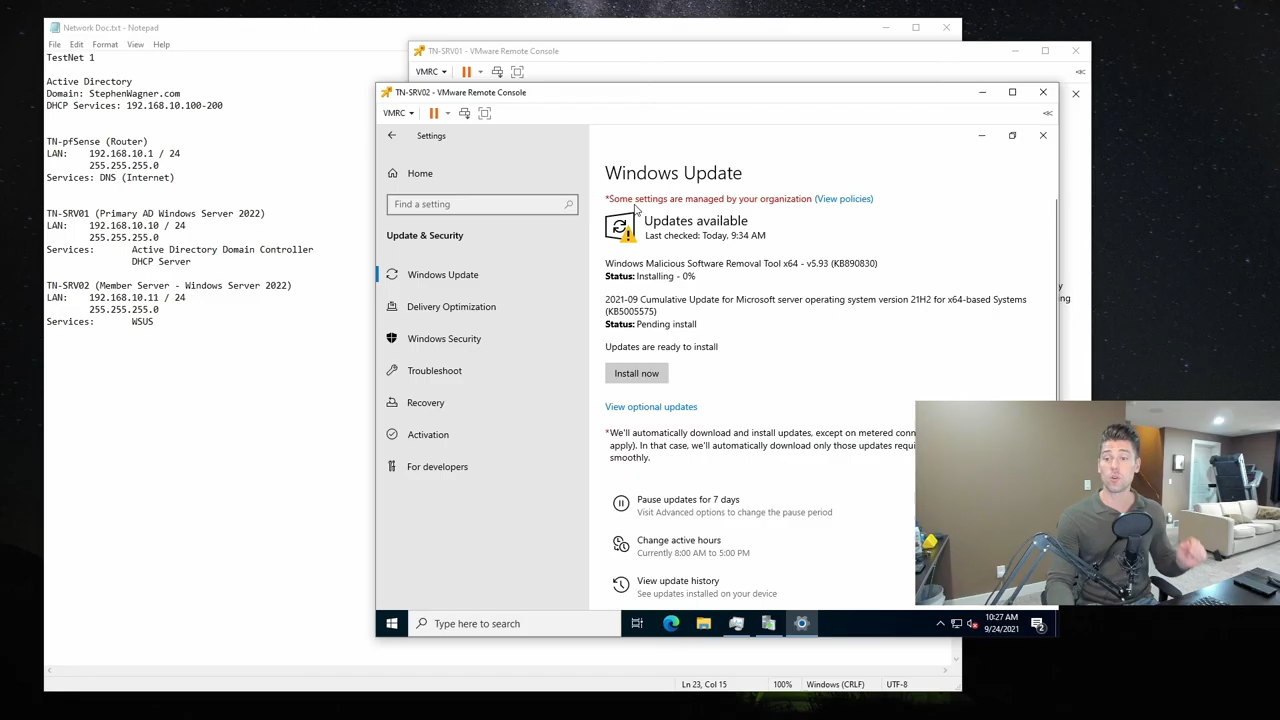 Network Doc.txt - Notepad
File Edit Format View Help
TestNet 1
Active Directory
Domain: StephenWagner.com
DHCP Services: 192.168.10.100-200
TN-pfSense (Router)
LAN: 192.168.10.1 / 24
255.255.255.0
Services: DNS (Internet)
TN-SRV01 (Primary AD Windows Server 2022)
LAN: 192.168.10.10 / 24
255.255.255.0
Services: Active Directory Domain Controller
DHCP Server
TN-SRV02 (Member Server - Windows Server 2022)
LAN: 192.168.10.11 / 24
255.255.255.0
Services: WSUS
Ln 23, Col 15 100% Windows (CRLF) UTF-8
TN-SRV01 - VMware Remote Console
VMRC
TN-SRV02 - VMware Remote Console
VMRC
Settings
Home
Find a setting
Update & Security
Windows Update
Delivery Optimization
Windows Security
Troubleshoot
Recovery
Activation
For developers
Windows Update
*Some settings are managed by your organization (View policies)
Updates available
Last checked: Today, 9:34 AM
Windows Malicious Software Removal Tool x64 - v5.93 (KB890830)
Status: Installing - 0%
2021-09 Cumulative Update for Microsoft server operating system version 21H2 for x64-based Systems
(KB5005575)
Status: Pending install
Updates are ready to install
Install now
View optional updates
*We'll automatically download and install updates, except on metered
apply). In that case, we'll automatically download only those updates
smoothly.
Pause updates for 7 days
Visit Advanced options to change the pause period
Change active hours
Currently 8:00 AM to 5:00 PM
View update history
See updates installed on your device
Type here to search
10:27 AM
9/24/2021
2